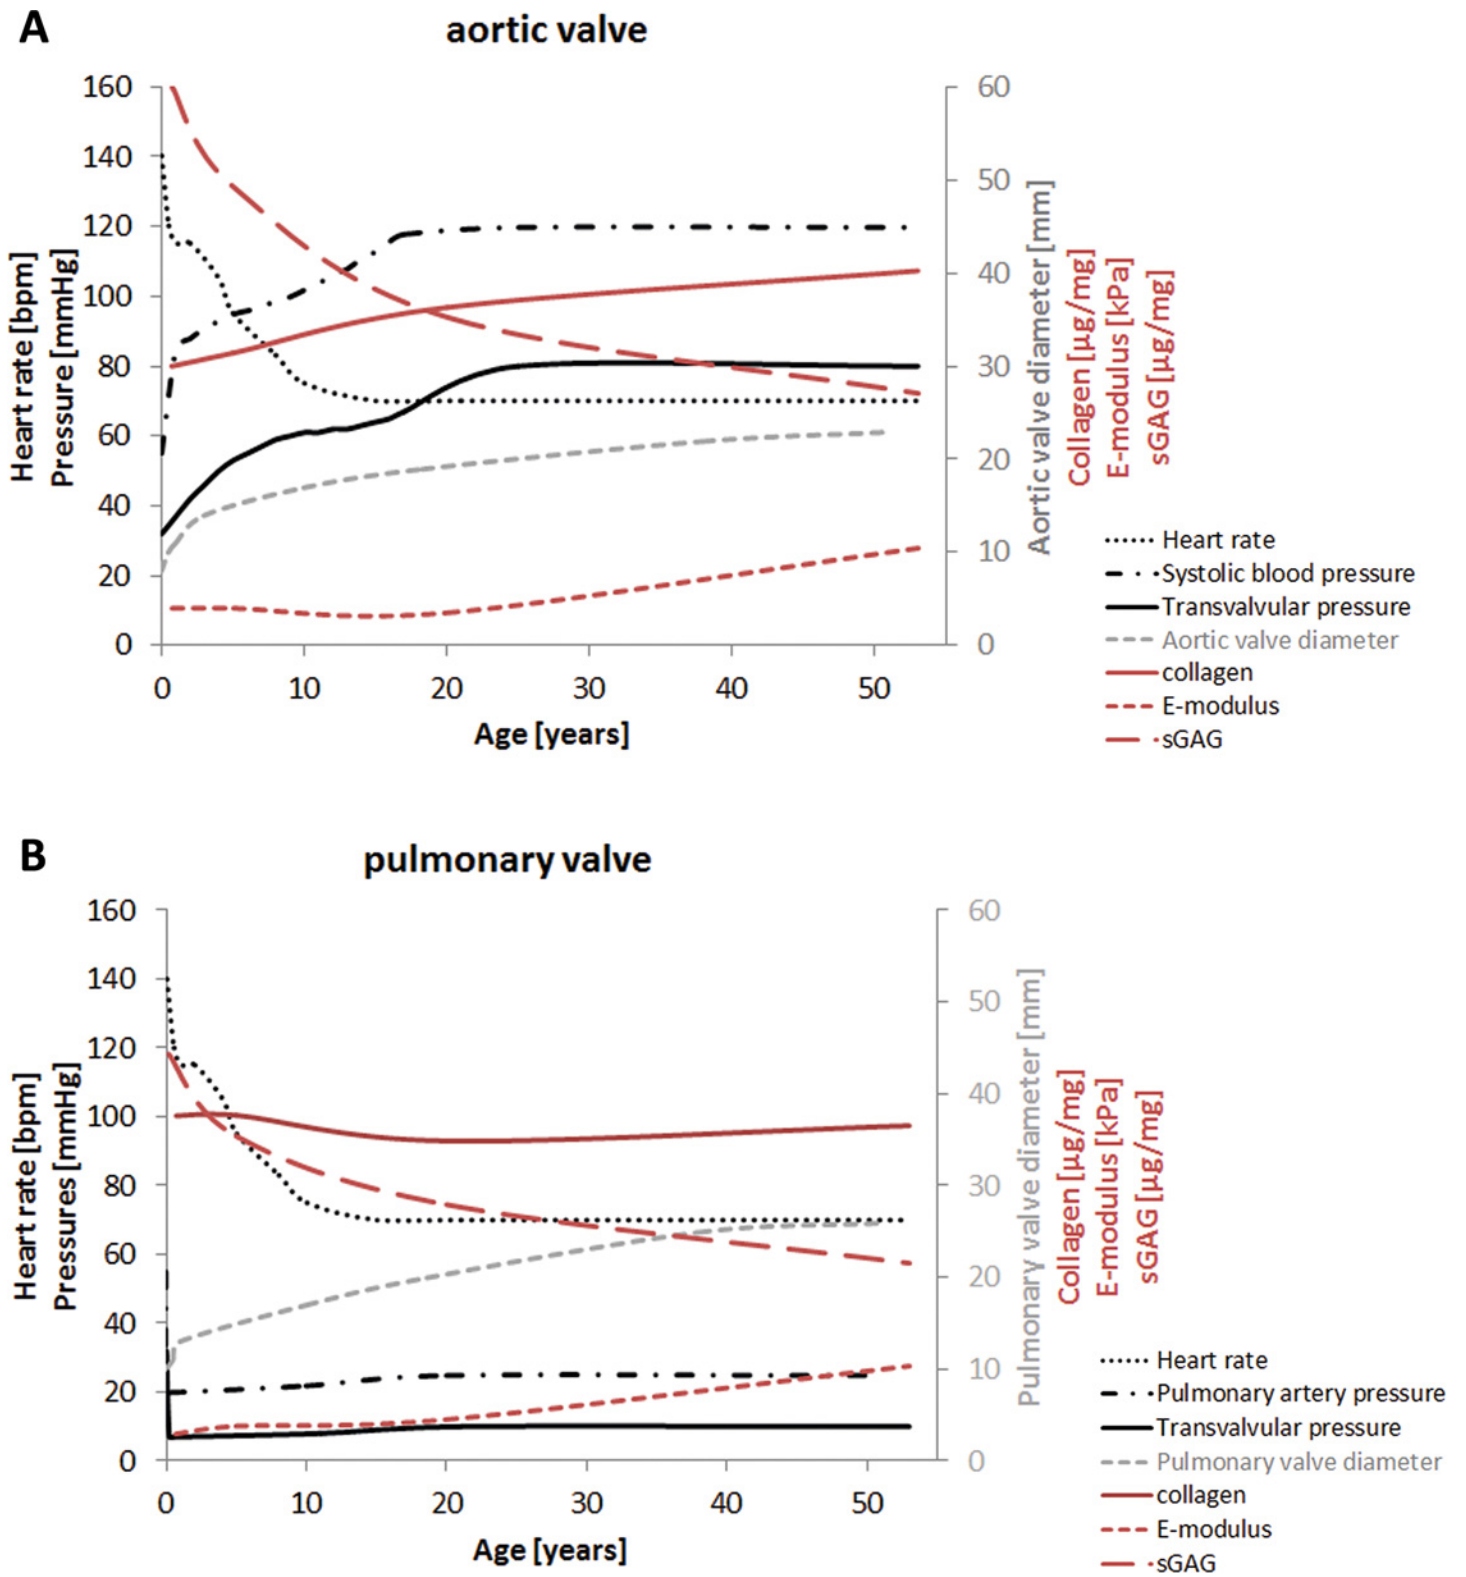 A
aortic valve
160
140
120
100
80
60
40
20
0
Heart rate [bpm]
Pressure [mmHg]
60
50
40
30
20
10
0
Aortic valve diameter [mm]
Collagen [µg/mg]
E-modulus [kPa]
sGAG [µg/mg]
0 10 20 30 40 50
Age [years]
Heart rate
Systolic blood pressure
Transvalvular pressure
Aortic valve diameter
collagen
E-modulus
sGAG
B
pulmonary valve
160
140
120
100
80
60
40
20
0
Heart rate [bpm]
Pressures [mmHg]
60
50
40
30
20
10
0
Pulmonary valve diameter [mm]
Collagen [µg/mg]
E-modulus [kPa]
sGAG [µg/mg]
0 10 20 30 40 50
Age [years]
Heart rate
Pulmonary artery pressure
Transvalvular pressure
Pulmonary valve diameter
collagen
E-modulus
sGAG